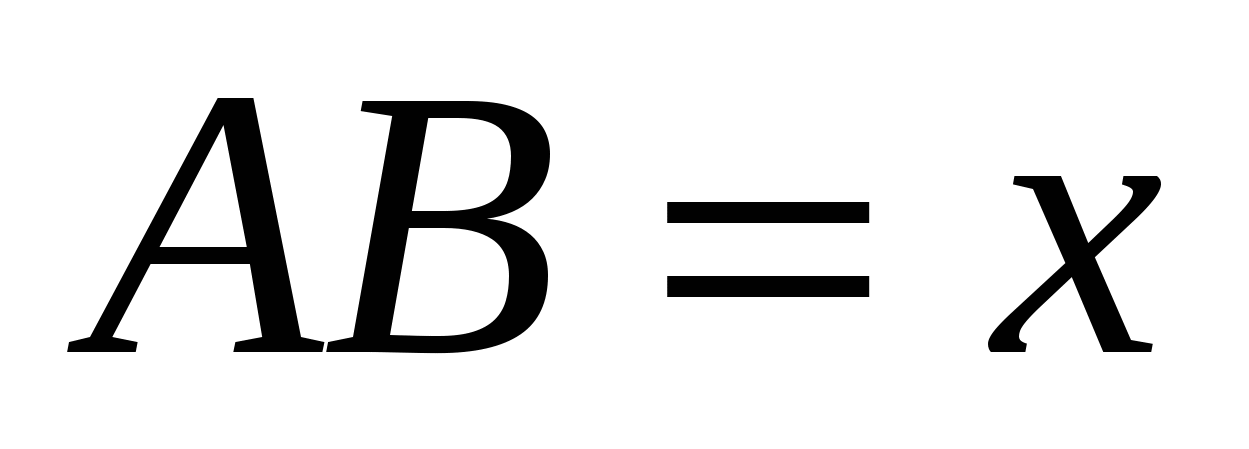 AB = x